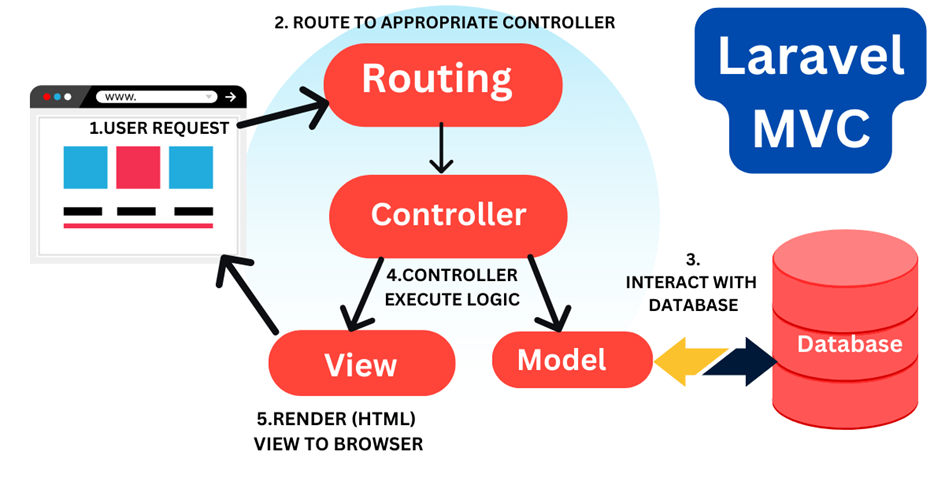 2. ROUTE TO APPROPRIATE CONTROLLER
Laravel
MVC
Routing
www.
1.USER REQUEST
Controller
4.CONTROLLER
EXECUTE LOGIC
3.
INTERACT WITH
DATABASE
Database
View
Model
5.RENDER (HTML)
VIEW TO BROWSER